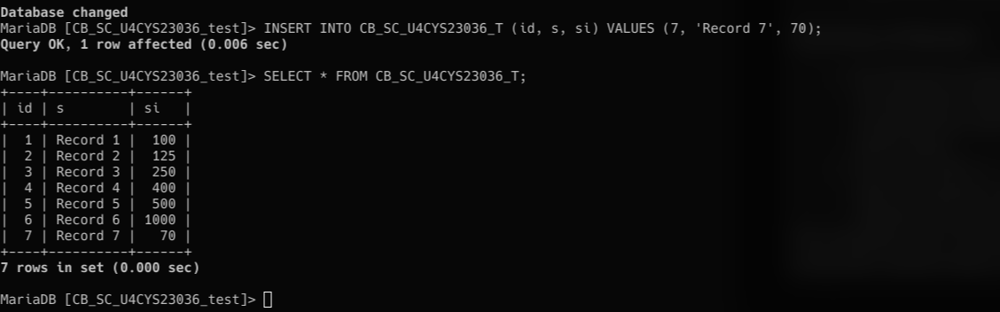 Database changed
MariaDB [CB_SC_U4CYS23036_test]> INSERT INTO CB_SC_U4CYS23036_T (id, s, si) VALUES (7, 'Record 7', 70);
Query OK, 1 row affected (0.006 sec)
MariaDB [CB_SC_U4CYS23036_test]> SELECT * FROM CB_SC_U4CYS23036_T;
+----+----------+------+
| id | s        | si   |
+----+----------+------+
|  1 | Record 1 |  100 |
|  2 | Record 2 |  125 |
|  3 | Record 3 |  250 |
|  4 | Record 4 |  400 |
|  5 | Record 5 |  500 |
|  6 | Record 6 | 1000 |
|  7 | Record 7 |   70 |
+----+----------+------+
7 rows in set (0.000 sec)
MariaDB [CB_SC_U4CYS23036_test]>